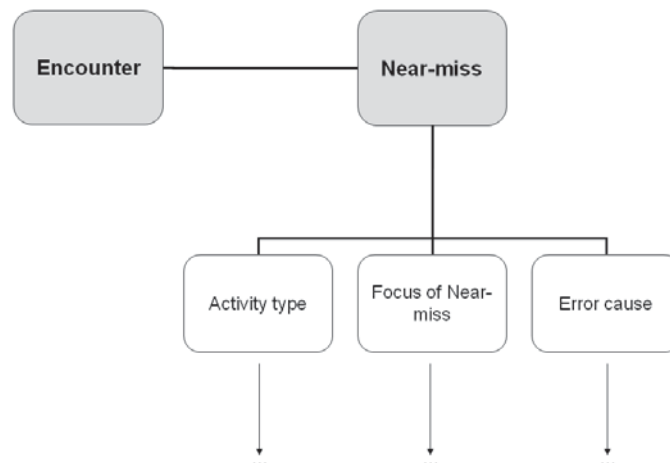 Encounter
Near-miss
Activity type
Focus of Near-
miss
Error cause